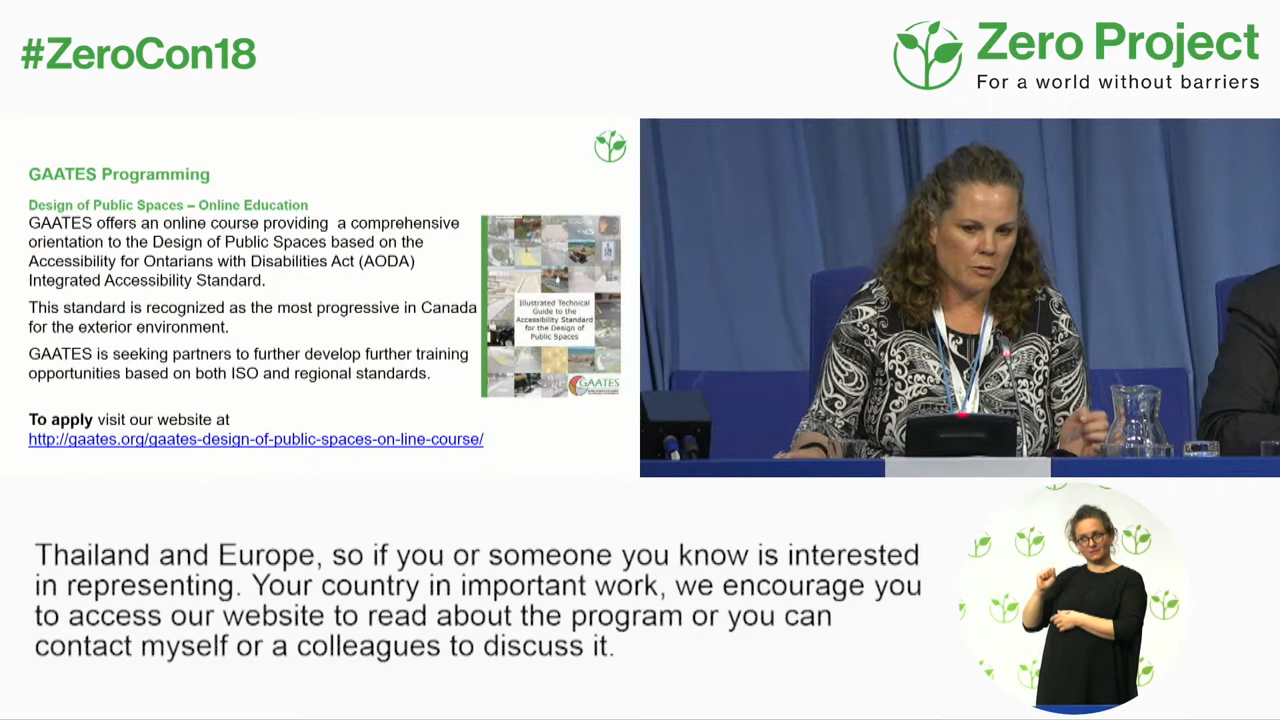 #ZeroCon18
Zero Project
For a world without barriers
GAATES Programming
Design of Public Spaces – Online Education
GAATES offers an online course providing a comprehensive
orientation to the Design of Public Spaces based on the
Accessibility for Ontarians with Disabilities Act (AODA)
Integrated Accessibility Standard.
This standard is recognized as the most progressive in Canada
for the exterior environment.
GAATES is seeking partners to further develop further training
opportunities based on both ISO and regional standards.
To apply visit our website at
http://gaates.org/gaates-design-of-public-spaces-on-line-course/
Illustrated Technical
Guide to the
Accessibility Standard
for the Design of
Public Spaces
GAATES
Thailand and Europe, so if you or someone you know is interested
in representing. Your country in important work, we encourage you
to access our website to read about the program or you can
contact myself or a colleagues to discuss it.